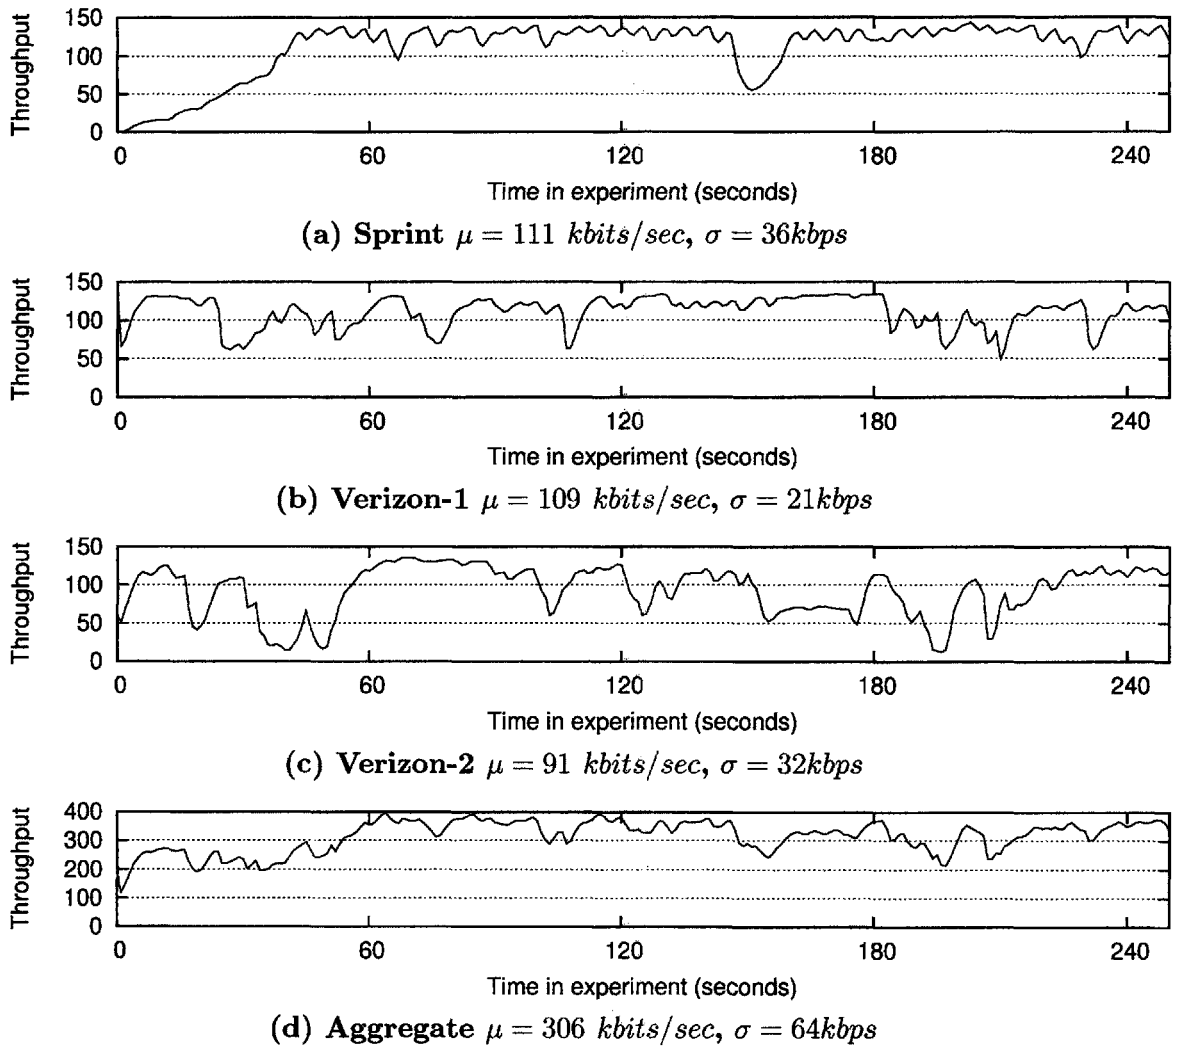 Throughput
150
100
50
0
0 60 120 180 240
Time in experiment (seconds)
(a) Sprint μ = 111 kbits/sec, σ = 36kbps
Throughput
150
100
50
0
0 60 120 180 240
Time in experiment (seconds)
(b) Verizon-1 μ = 109 kbits/sec, σ = 21kbps
Throughput
150
100
50
0
0 60 120 180 240
Time in experiment (seconds)
(c) Verizon-2 μ = 91 kbits/sec, σ = 32kbps
Throughput
400
300
200
100
0
0 60 120 180 240
Time in experiment (seconds)
(d) Aggregate μ = 306 kbits/sec, σ = 64kbps